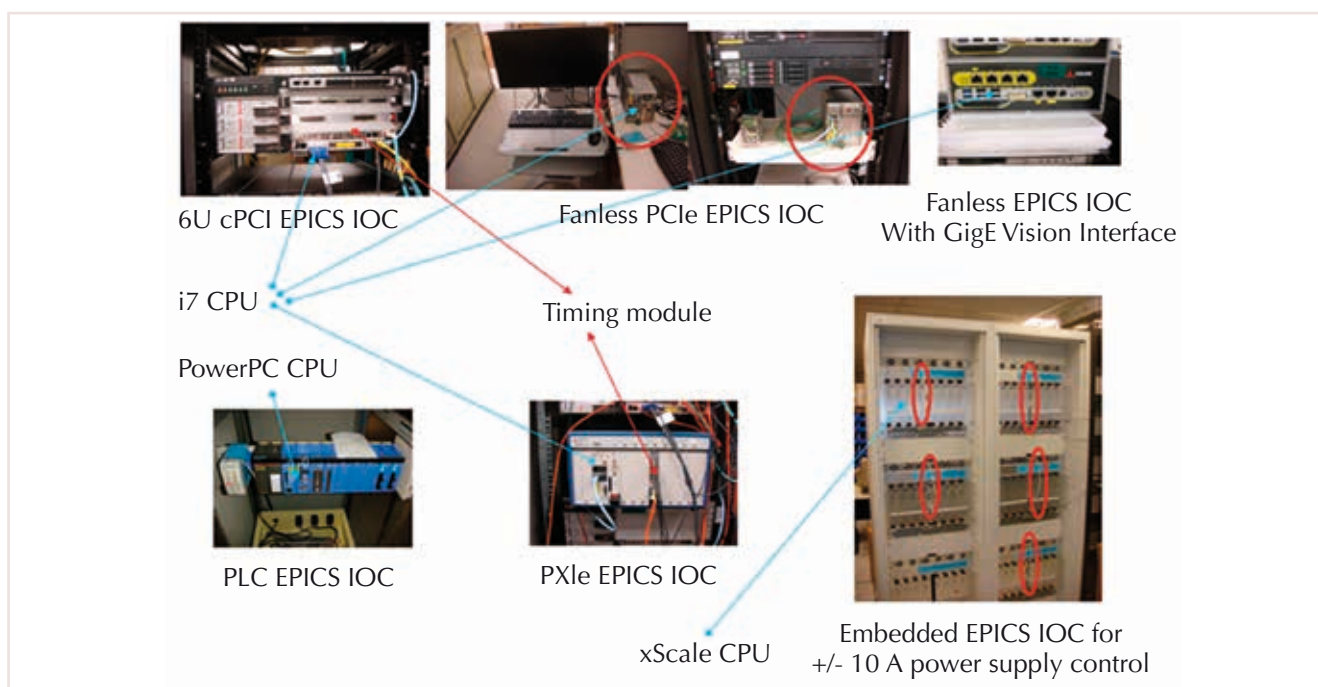 6U cPCI EPICS IOC
Fanless PCIe EPICS IOC
Fanless EPICS IOC
With GigE Vision Interface
i7 CPU
Timing module
PowerPC CPU
PLC EPICS IOC
PXle EPICS IOC
xScale CPU
Embedded EPICS IOC for
+/- 10 A power supply control